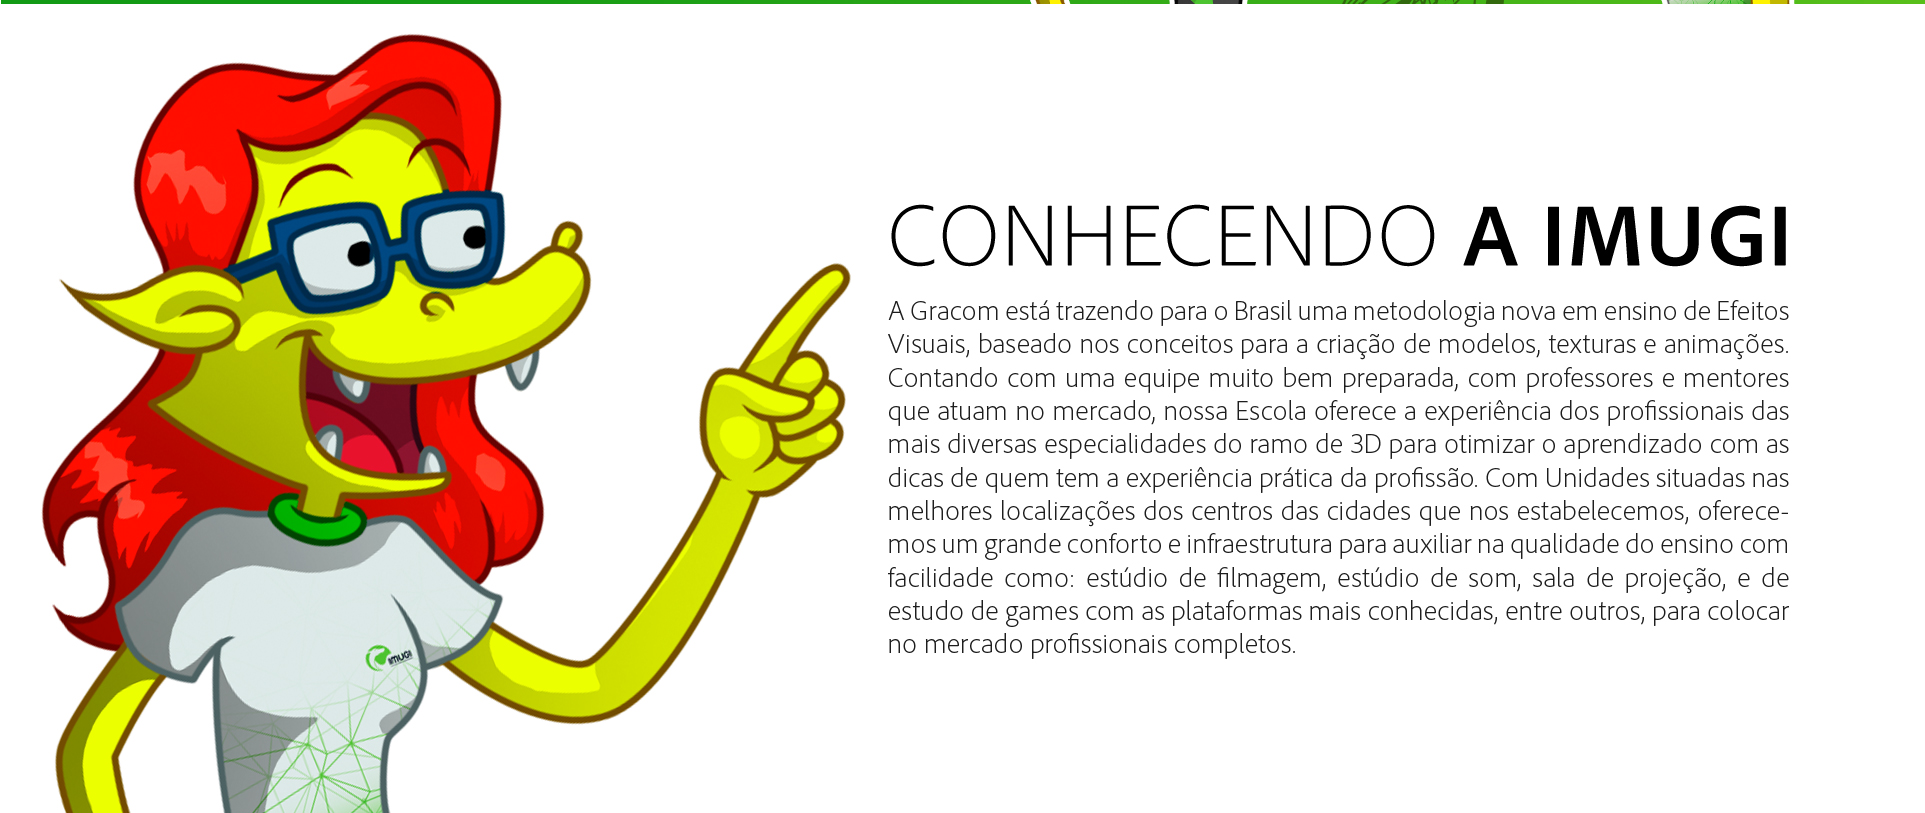 CONHECENDO A IMUGI
A Gracom está trazendo para o Brasil uma metodologia nova em ensino de Efeitos
Visuais, baseado nos conceitos para a criação de modelos, texturas e animações.
Contando com uma equipe muito bem preparada, com professores e mentores
que atuam no mercado, nossa Escola oferece a experiência dos profissionais das
mais diversas especialidades do ramo de 3D para otimizar o aprendizado com as
dicas de quem tem a experiência prática da profissão. Com Unidades situadas nas
melhores localizações dos centros das cidades que nos estabelecemos, oferece-
mos um grande conforto e infraestrutura para auxiliar na qualidade do ensino com
facilidade como: estúdio de filmagem, estúdio de som, sala de projeção, e de
estudo de games com as plataformas mais conhecidas, entre outros, para colocar
no mercado profissionais completos.
IMUGI